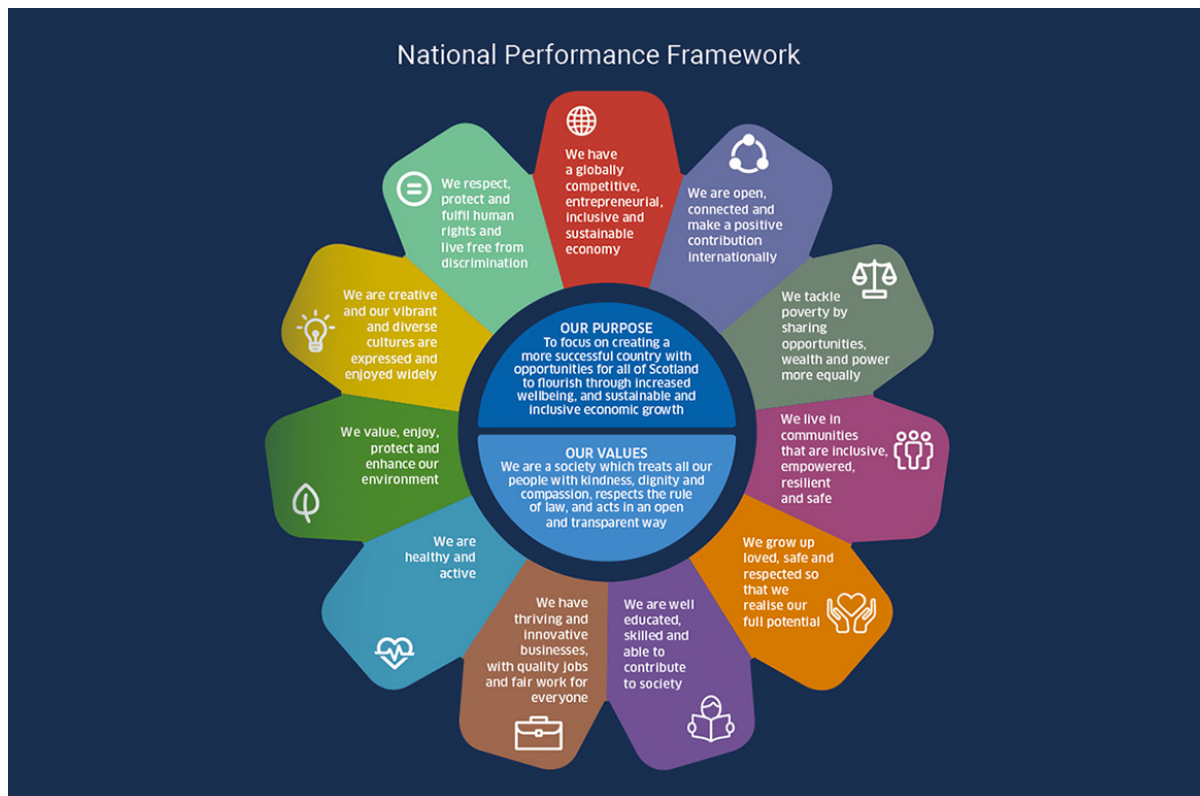 National Performance Framework
We have
a globally
competitive,
entrepreneurial,
inclusive and
sustainable
economy
We are open,
connected and
make a positive
contribution
internationally
We tackle
poverty by
sharing
opportunities,
wealth and power
more equally
We live in
communities
that are inclusive,
empowered,
resilient
and safe
We grow up
loved, safe and
respected so
that we
realise our
full potential
We are well
educated,
skilled and
able to
contribute
to society
We have
thriving and
innovative
businesses,
with quality jobs
and fair work for
everyone
We are
healthy and
active
We value, enjoy,
protect and
enhance our
environment
We are creative
and our vibrant
and diverse
cultures are
expressed and
enjoyed widely
We respect,
protect and
fulfil human
rights and
live free from
discrimination
OUR PURPOSE
To focus on creating a
more successful country with
opportunities for all of Scotland
to flourish through increased
wellbeing, and sustainable and
inclusive economic growth
OUR VALUES
We are a society which treats all our
people with kindness, dignity and
compassion, respects the rule
of law, and acts in an open
and transparent way